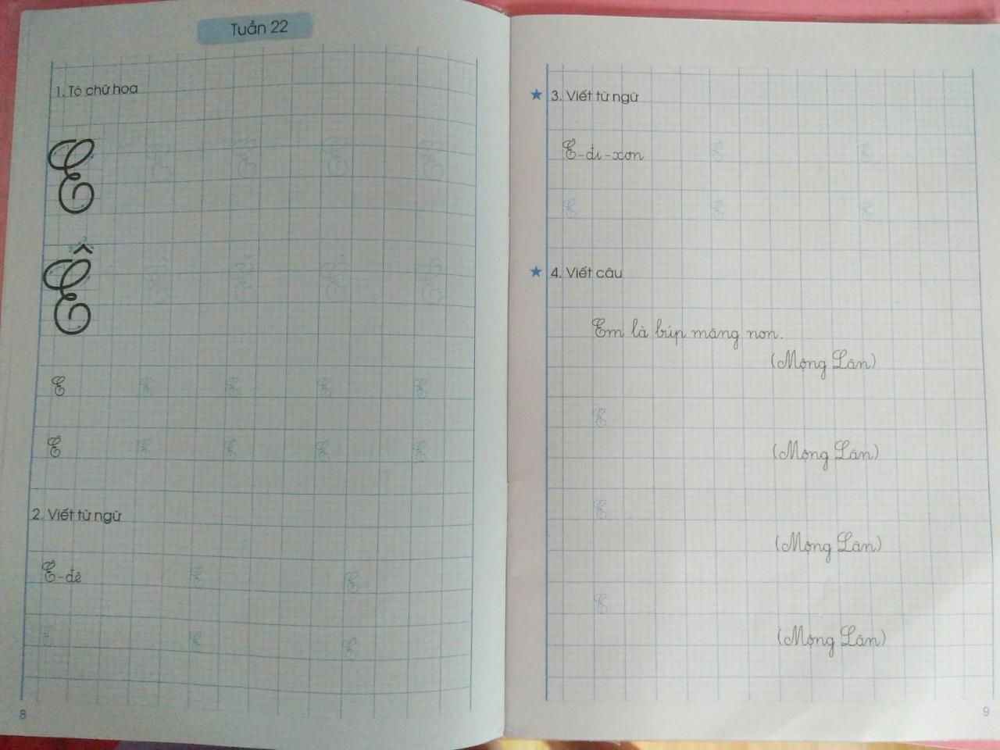 Tuần 22
1. Tô chữ hoa
E
Ê
E
Ê
2. Viết từ ngữ
Ê-đê
8
3. Viết từ ngữ
Ê-đi-xơn
4. Viết câu
Em là búp măng non.
(Mộng Lân)
E
(Mộng Lân)
E
(Mộng Lân)
E
(Mộng Lân)
9